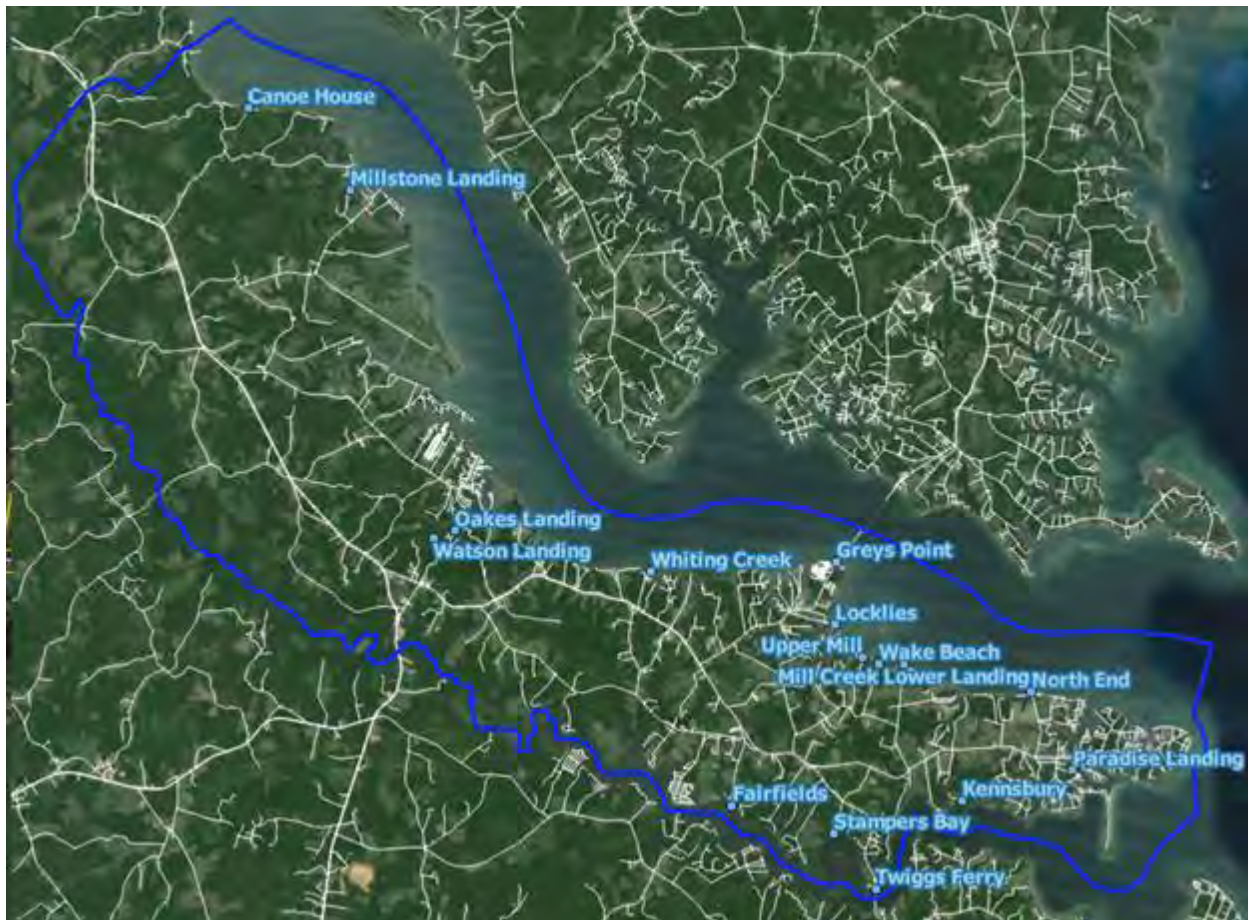 Canoe House
Millstone Landing
Oakes Landing
Watson Landing
Whiting Creek
Greys Point
Locklies
Upper Mill
Wake Beach
Mill Creek Lower Landing
North End
Paradise Landing
Kennsbury
Fairfields
Stampers Bay
Twiggs Ferry